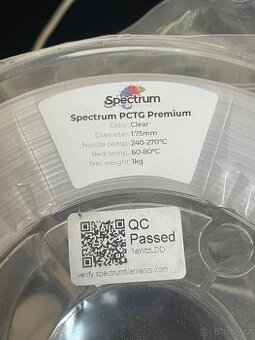 Spectrum
Spectrum PCTG Premium
Color: Clear
Diameter: 1.75mm
Nozzle temp.: 240-270°C
Bed temp.: 60-80°C
Net weight: 1kg
QC
Passed
verify.spectrumfilaments.com